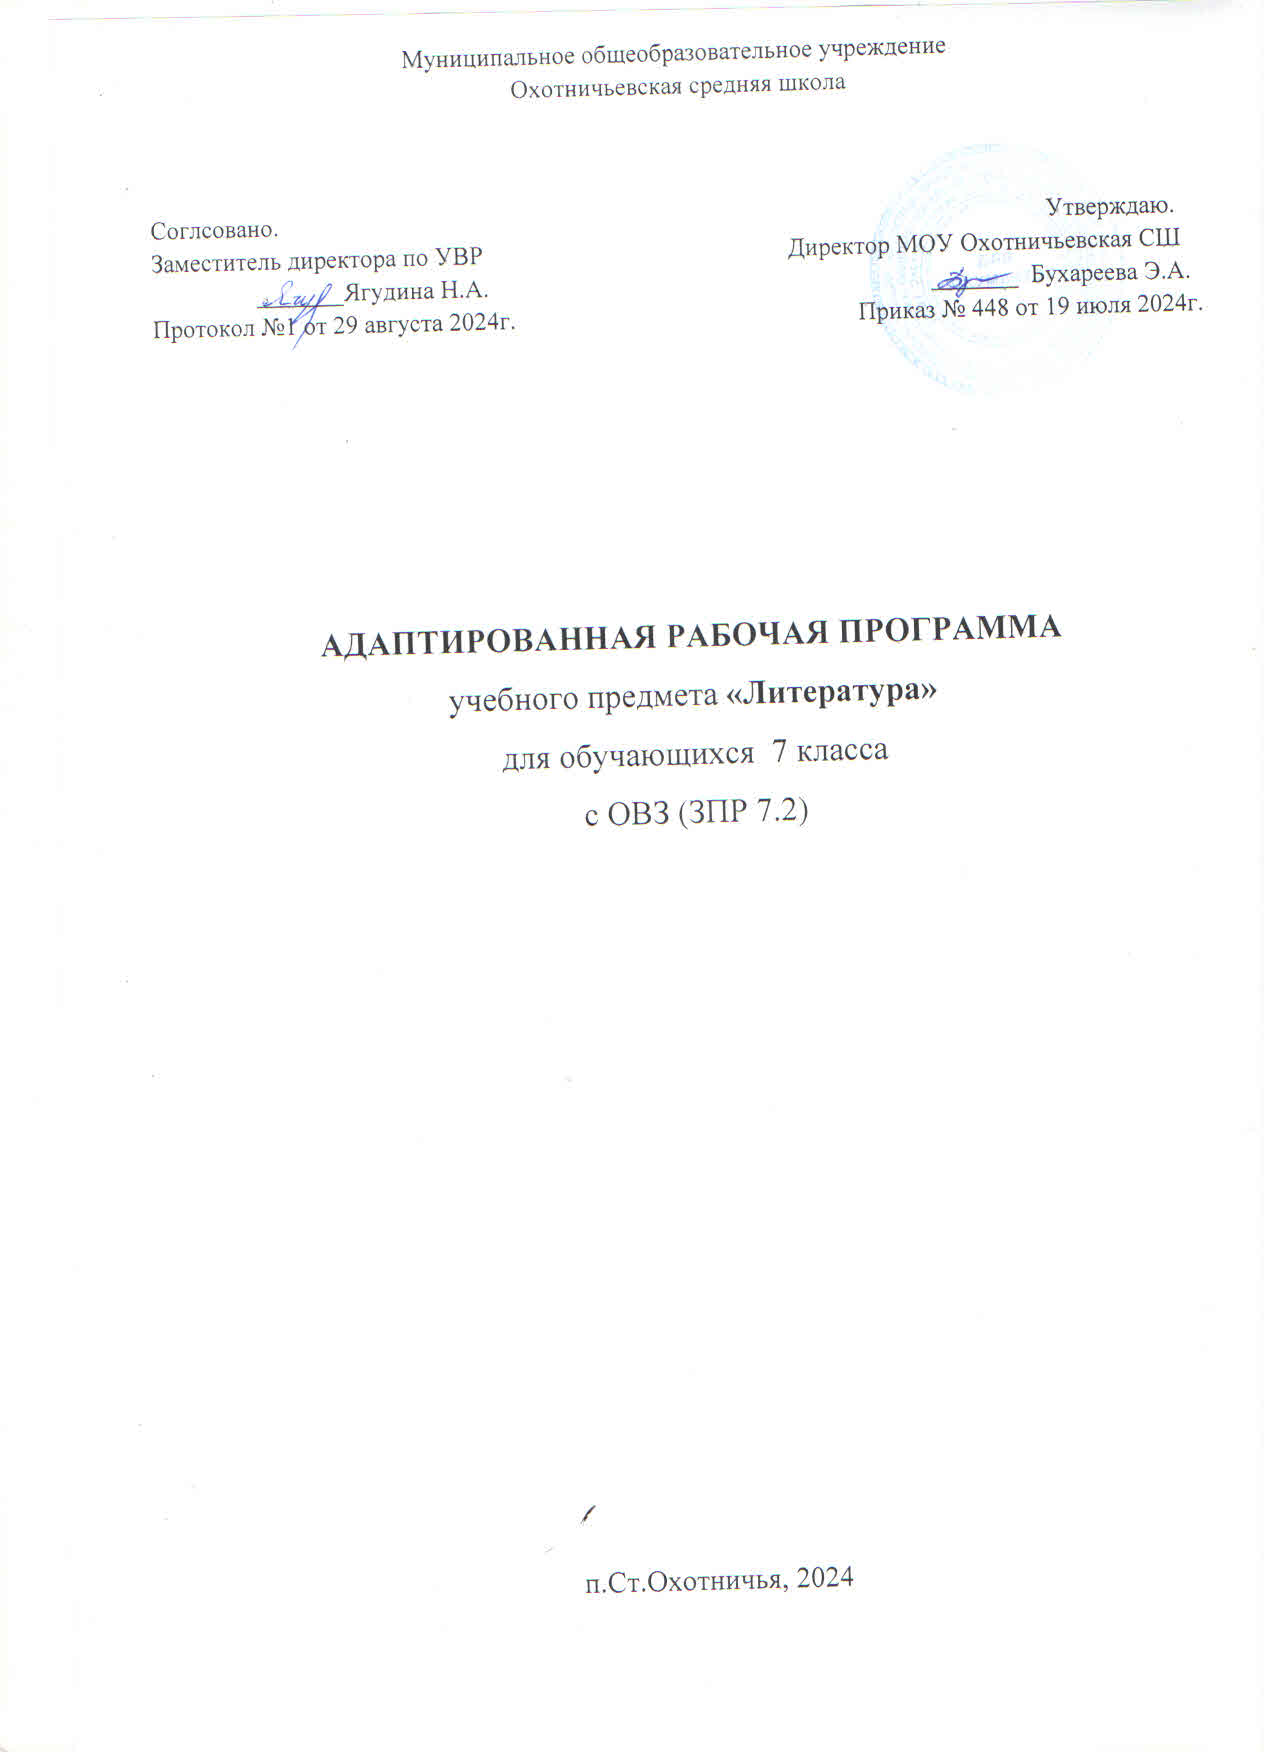 Муниципальное общеобразовательное учреждение
Охотничьевская средняя школа
Соглсовано.
Заместитель директора по УВР
Ягудина Н.А.
Протокол №1 от 29 августа 2024г.
Утверждаю.
Директор МОУ Охотничьевская СШ
Бухареева Э.А.
Приказ № 448 от 19 июля 2024г.
АДАПТИРОВАННАЯ РАБОЧАЯ ПРОГРАММА
учебного предмета «Литература»
для обучающихся 7 класса
с ОВЗ (ЗПР 7.2)
п.Ст.Охотничья, 2024